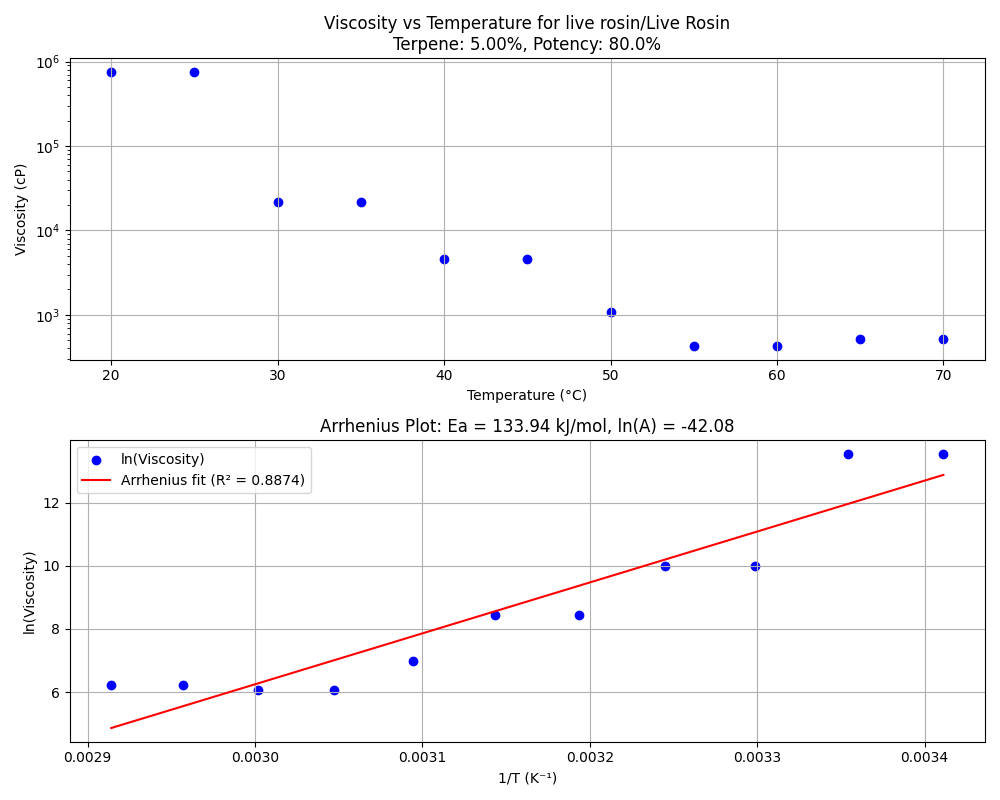 Viscosity vs Temperature for live rosin/Live Rosin
Terpene: 5.00%, Potency: 80.0%
Viscosity (cP)
10⁶
10⁵
10⁴
10³
20 30 40 50 60 70
Temperature (°C)
Arrhenius Plot: Ea = 133.94 kJ/mol, ln(A) = -42.08
ln(Viscosity)
Arrhenius fit (R² = 0.8874)
ln(Viscosity)
12
10
8
6
0.0029 0.0030 0.0031 0.0032 0.0033 0.0034
1/T (K⁻¹)